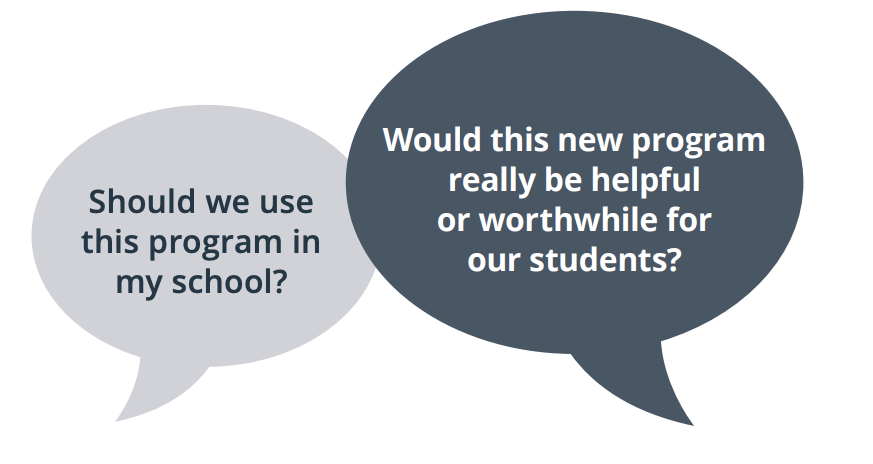 Should we use
this program in
my school?
Would this new program
really be helpful
or worthwhile for
our students?